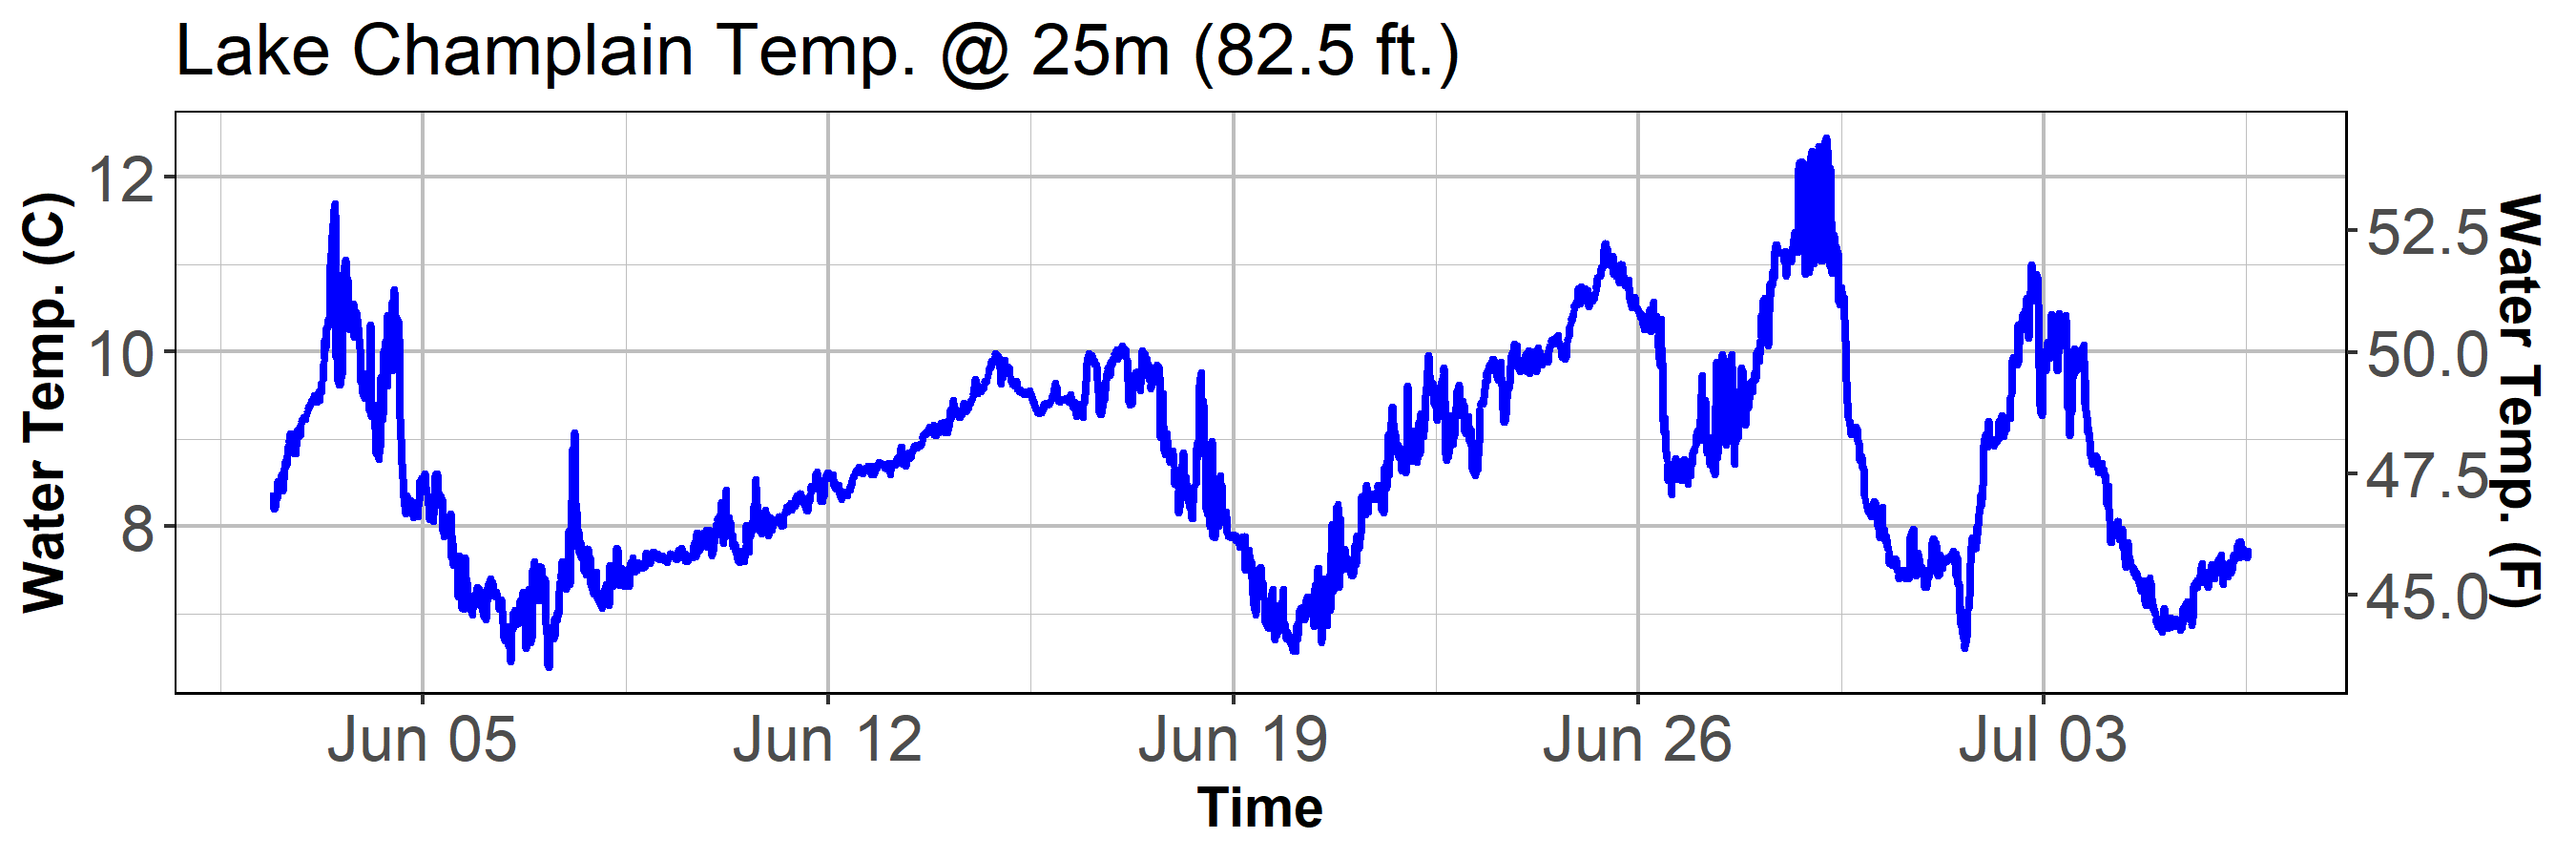 Lake Champlain Temp. @ 25m (82.5 ft.)
Water Temp. (C)
12
10
8
52.5
50.0
47.5
45.0
Water Temp. (F)
Jun 05 Jun 12 Jun 19 Jun 26 Jul 03
Time